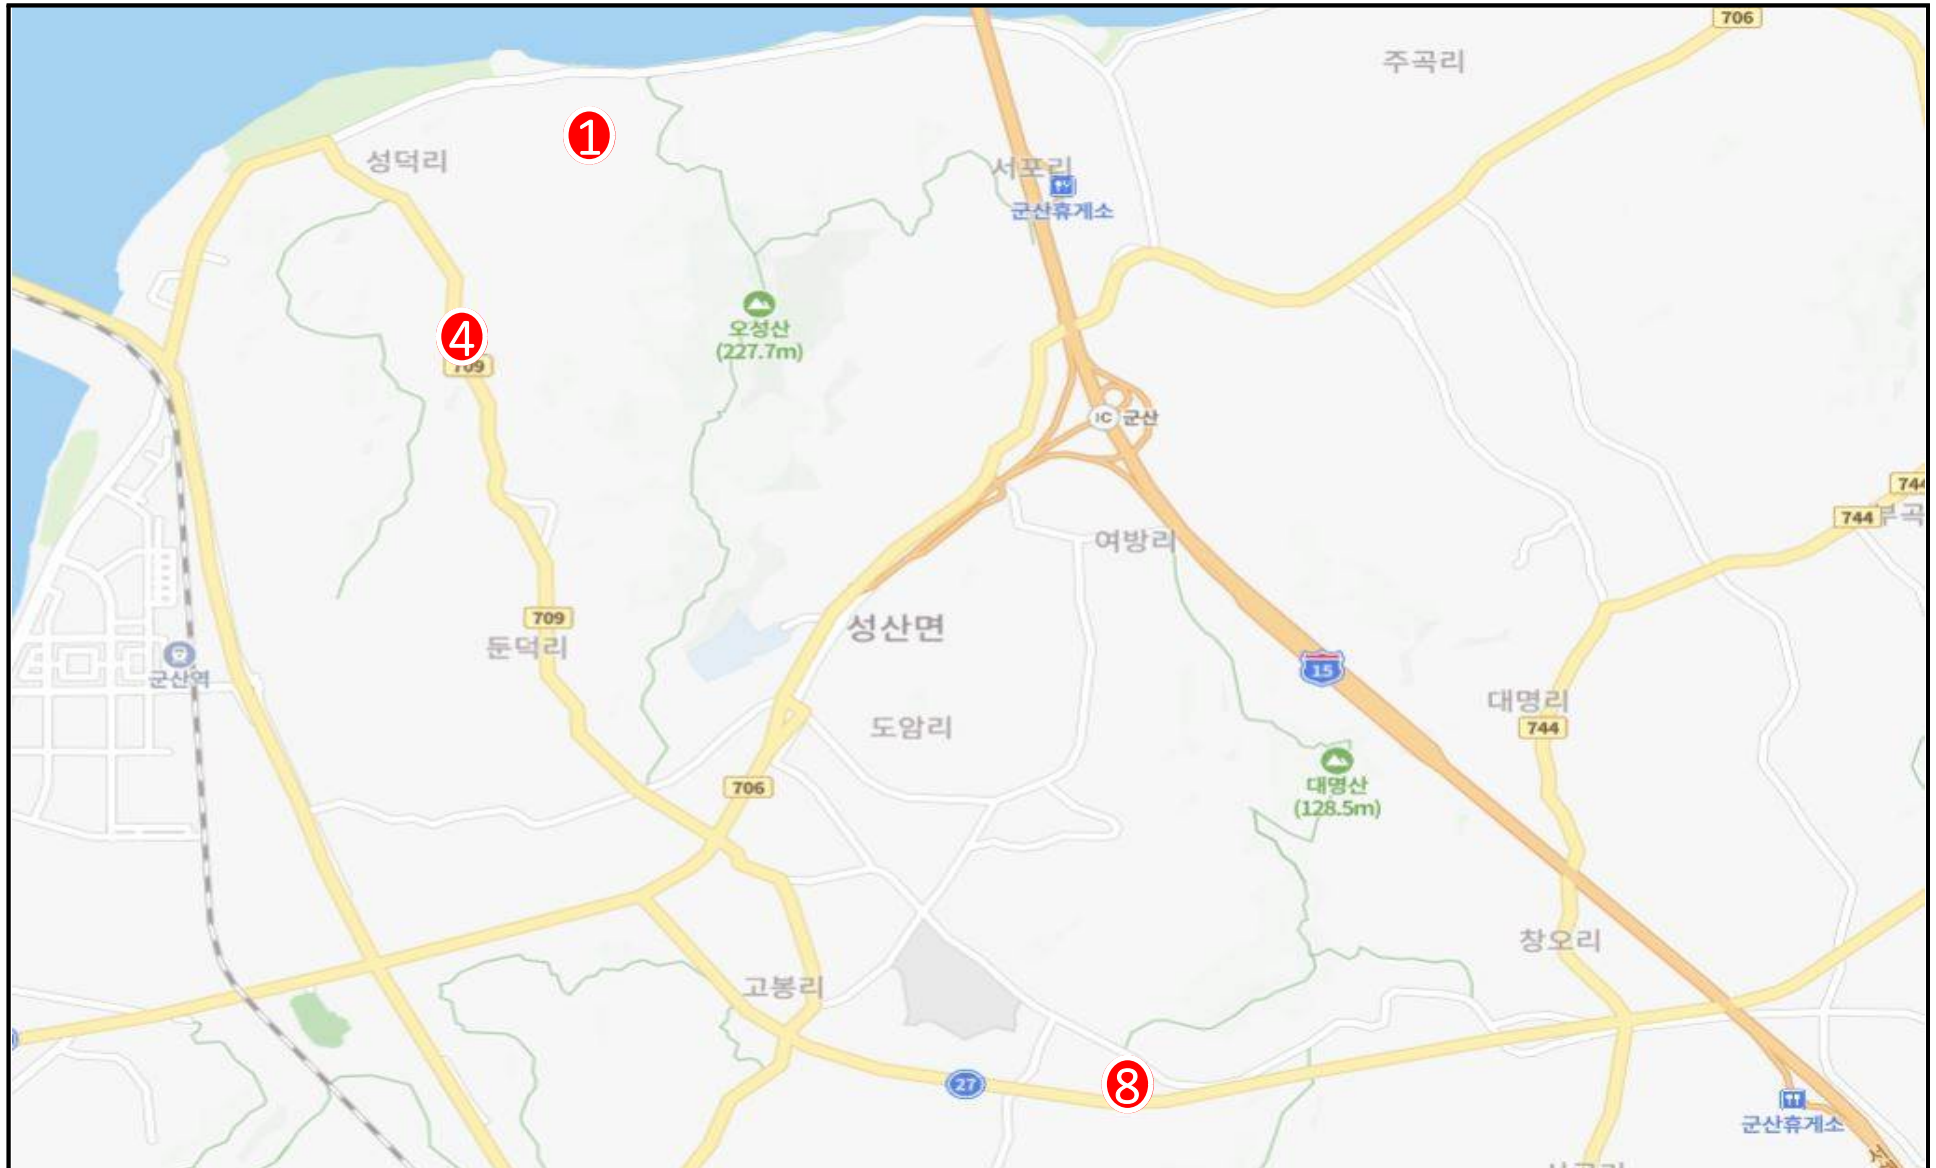 706
주곡리
1
성덕리
서포리
군산휴게소
4
709
오성산
(227.7m)
IC 군산
744
744
여방리
709
성산면
둔덕리
15
군산역
대명리
744
도암리
706
대명산
(128.5m)
창오리
고봉리
27
8
군산휴게소